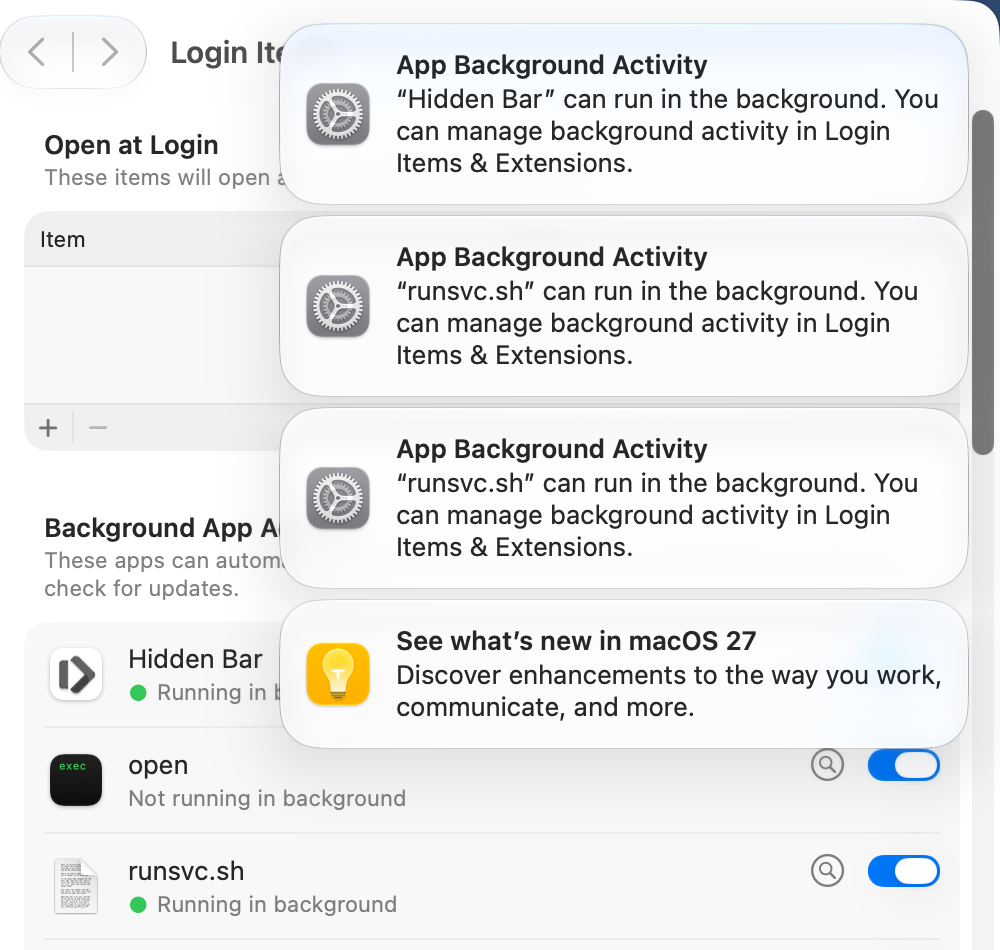 Login Ite
Open at Login
These items will open a
Item
App Background Activity
“Hidden Bar” can run in the background. You
can manage background activity in Login
Items & Extensions.
App Background Activity
“runsvc.sh” can run in the background. You
can manage background activity in Login
Items & Extensions.
App Background Activity
“runsvc.sh” can run in the background. You
can manage background activity in Login
Items & Extensions.
See what’s new in macOS 27
Discover enhancements to the way you work,
communicate, and more.
Background App A
These apps can autom
check for updates.
Hidden Bar
Running in b
exec
open
Not running in background
runsvc.sh
Running in background